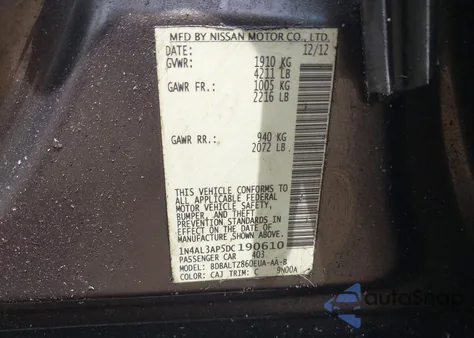 MFD BY NISSAN MOTOR CO., LTD.
DATE: 12/12
GVWR: 1910 KG
4211 LB
GAWR FR.: 1005 KG
2216 LB
GAWR RR.: 940 KG
2072 LB
THIS VEHICLE CONFORMS TO
ALL APPLICABLE FEDERAL
MOTOR VEHICLE SAFETY,
BUMPER, AND THEFT
PREVENTION STANDARDS
IN EFFECT ON THE DATE OF
MANUFACTURE SHOWN ABOVE.
1N4AL3AP5DC190610
PASSENGER CAR 403
MODEL: BDBALTZ860EUA-AA-B
COLOR: CAJ TRIM: C 9N00A
AutoSnap